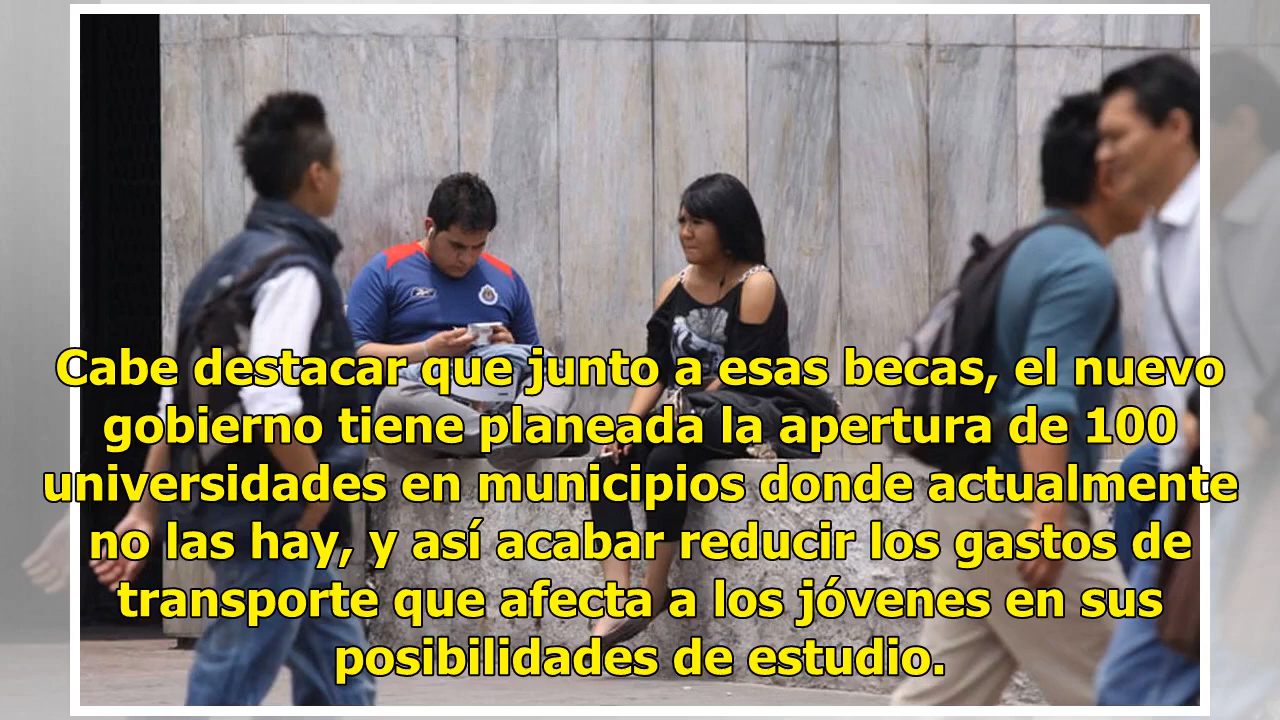 Cabe destacar que junto a esas becas, el nuevo
gobierno tiene planeada la apertura de 100
universidades en municipios donde actualmente
no las hay, y así acabar reducir los gastos de
transporte que afecta a los jóvenes en sus
posibilidades de estudio.